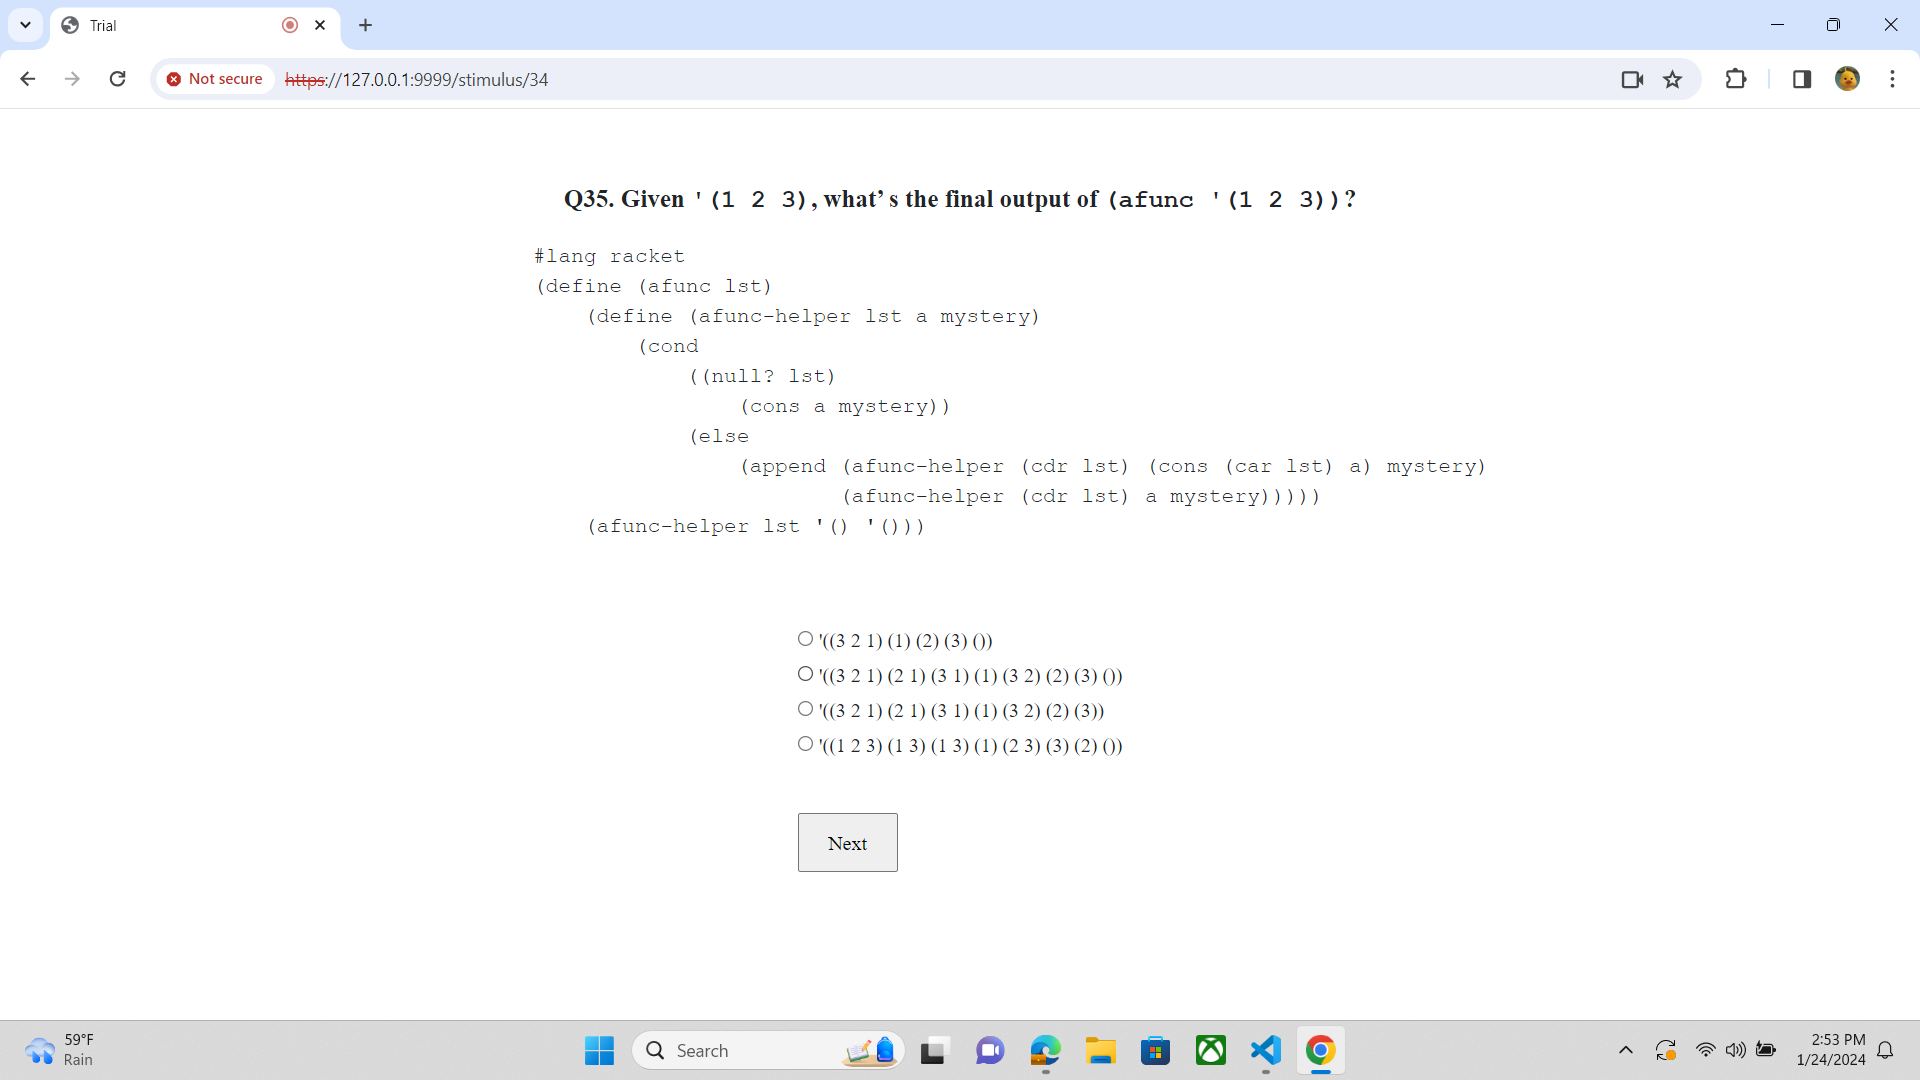 Trial
Not secure https://127.0.0.1:9999/stimulus/34
Q35. Given '(1 2 3), what's the final output of (afunc '(1 2 3))?
#lang racket
(define (afunc lst)
    (define (afunc-helper lst a mystery)
        (cond
            ((null? lst)
                (cons a mystery))
            (else
                (append (afunc-helper (cdr lst) (cons (car lst) a) mystery)
                        (afunc-helper (cdr lst) a mystery)))))
    (afunc-helper lst '() '()))
'((3 2 1) (1) (2) (3) ())
'((3 2 1) (2 1) (3 1) (1) (3 2) (2) (3) ())
'((3 2 1) (2 1) (3 1) (1) (3 2) (2) (3))
'((1 2 3) (1 3) (1 3) (1) (2 3) (3) (2) ())
Next
59°F
Rain
Search
2:53 PM
1/24/2024